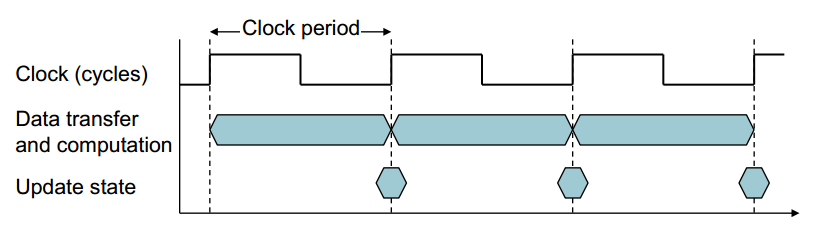 Clock period
Clock (cycles)
Data transfer
and computation
Update state